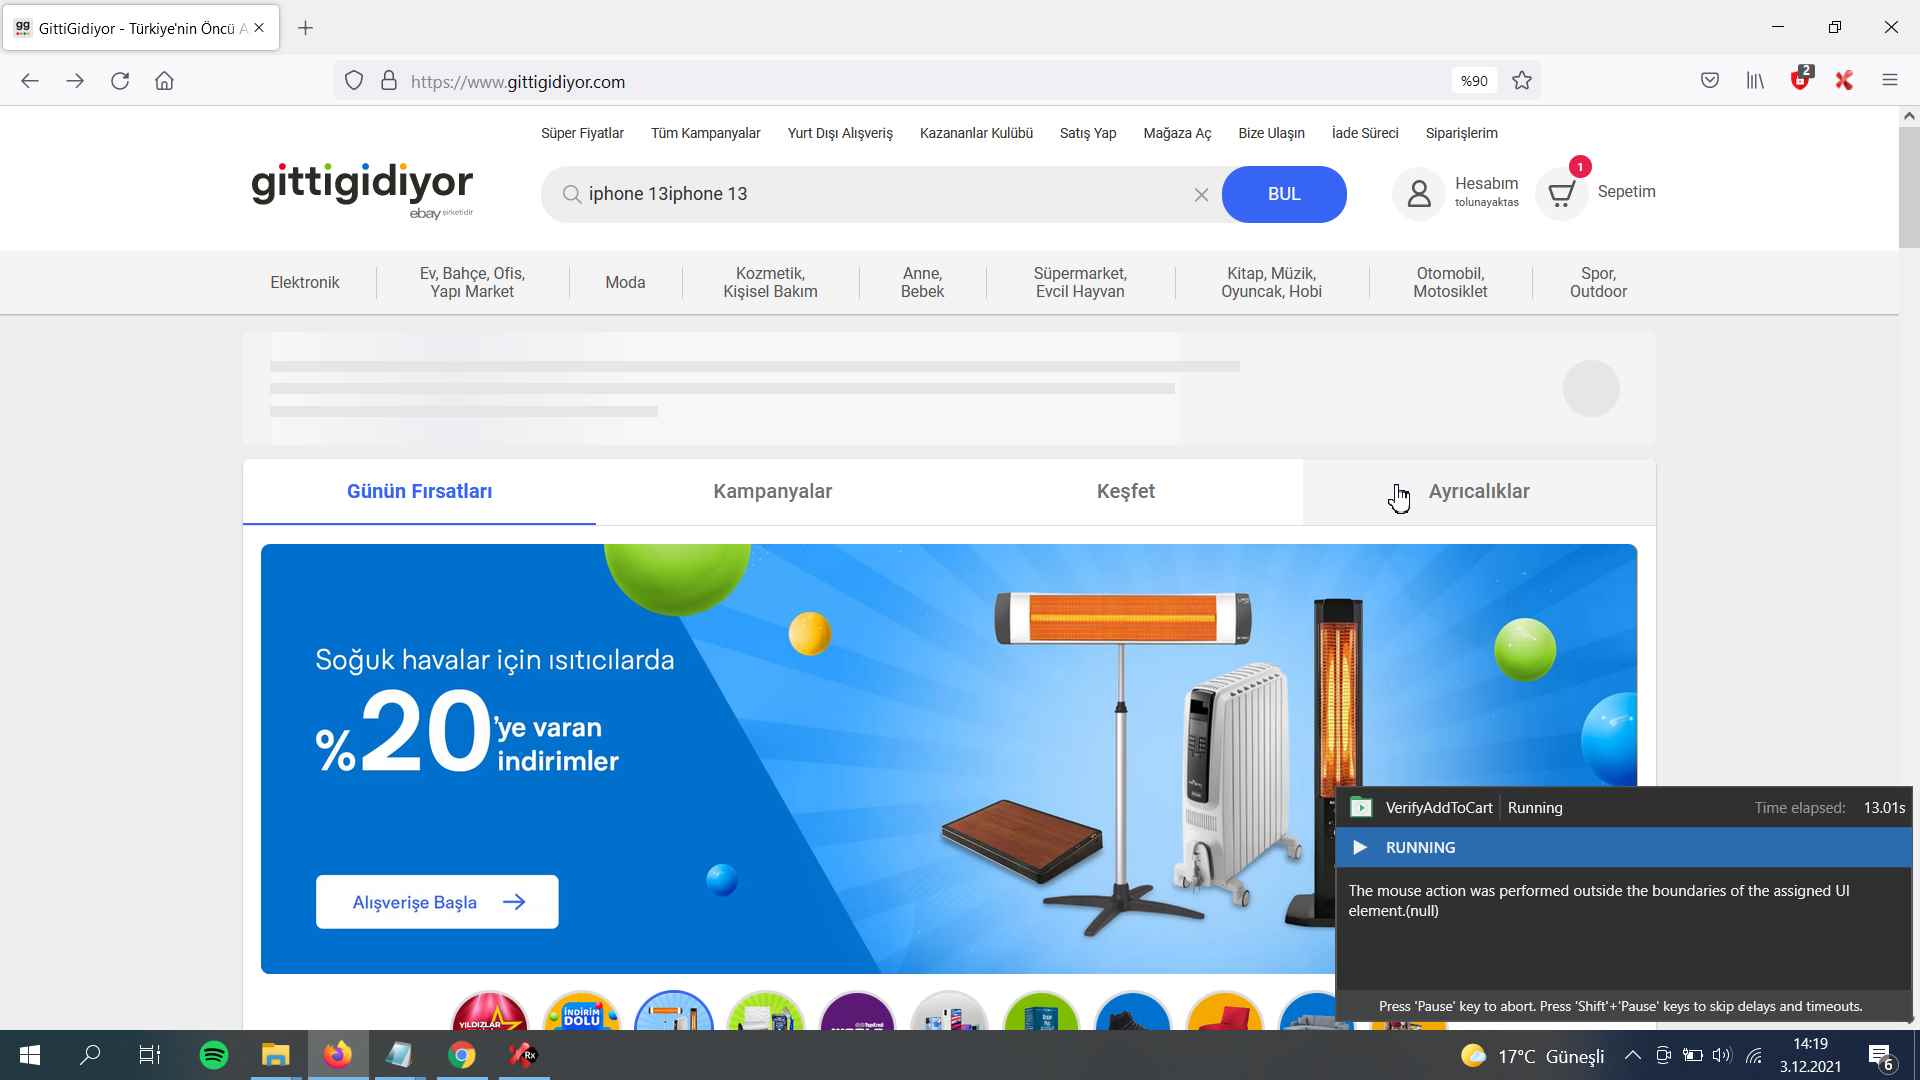 GittiGidiyor - Türkiye'nin Öncü A
https://www.gittigidiyor.com
%90
2
Süper Fiyatlar
Tüm Kampanyalar
Yurt Dışı Alışveriş
Kazananlar Kulübü
Satış Yap
Mağaza Aç
Bize Ulaşın
İade Süreci
Siparişlerim
gittigidiyor
ebay şirketidir
iphone 13iphone 13
BUL
Hesabım
tolunayaktas
1
Sepetim
Elektronik
Ev, Bahçe, Ofis,
Yapı Market
Moda
Kozmetik,
Kişisel Bakım
Anne,
Bebek
Süpermarket,
Evcil Hayvan
Kitap, Müzik,
Oyuncak, Hobi
Otomobil,
Motosiklet
Spor,
Outdoor
Günün Fırsatları
Kampanyalar
Keşfet
Ayrıcalıklar
Soğuk havalar için ısıtıcılarda
%20'ye varan
indirimler
Alışverişe Başla
YILDIZLAR
İNDİRİM
DOLU
VerifyAddToCart
Running
Time elapsed:
13.01s
RUNNING
The mouse action was performed outside the boundaries of the assigned UI
element.(null)
Press 'Pause' key to abort. Press 'Shift'+'Pause' keys to skip delays and timeouts.
Rx
17°C Güneşli
14:19
3.12.2021
6